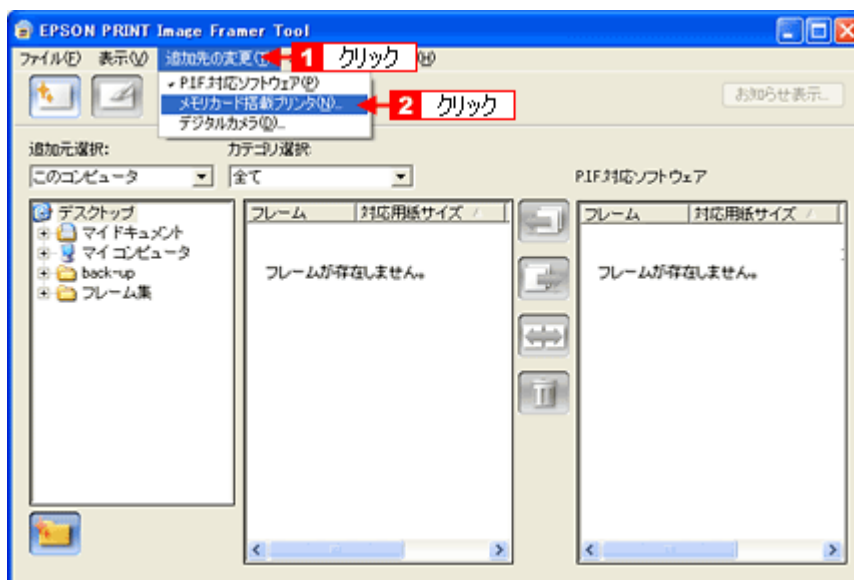 EPSON PRINT Image Framer Tool
ファイル(F) 表示(V) 追加先の変更(T) 1 クリック (H)
P.I.F.対応ソフトウェア(P)
メモリカード搭載プリンタ(N)... 2 クリック
デジタルカメラ(D)...
お知らせ表示...
追加元選択: カテゴリ選択:
このコンピュータ 全て P.I.F.対応ソフトウェア
デスクトップ フレーム 対応用紙サイズ フレーム 対応用紙サイズ
マイ ドキュメント
マイ コンピュータ
back-up フレームが存在しません。 フレームが存在しません。
フレーム集